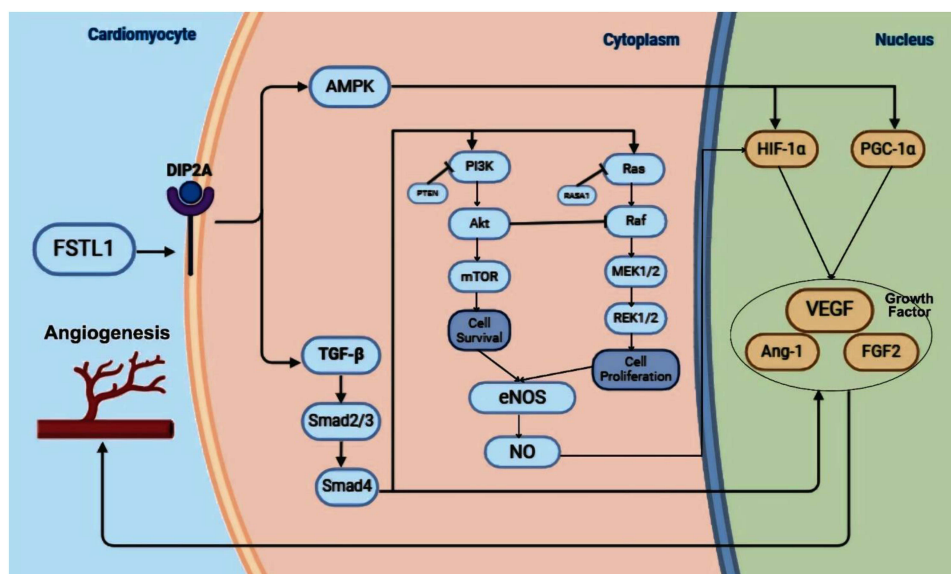 Cardiomyocyte
Cytoplasm
Nucleus
AMPK
DIP2A
FSTL1
Angiogenesis
PI3K
PTEN
Akt
mTOR
Cell
Survival
Ras
RASA1
Raf
MEK1/2
REK1/2
Cell
Proliferation
eNOS
NO
TGF-β
Smad2/3
Smad4
HIF-1α
PGC-1α
Growth
Factor
VEGF
Ang-1
FGF2